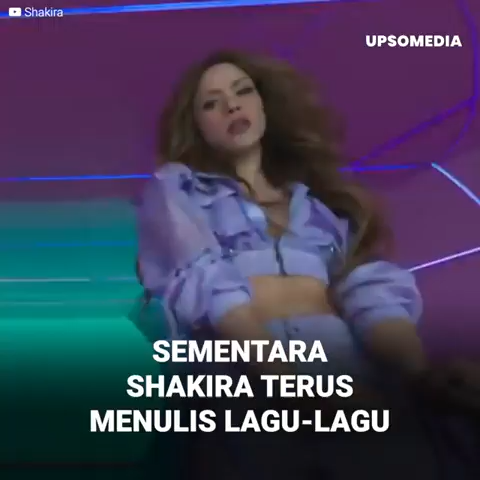 Shakira
UPSOMEDIA
SEMENTARA
SHAKIRA TERUS
MENULIS LAGU-LAGU